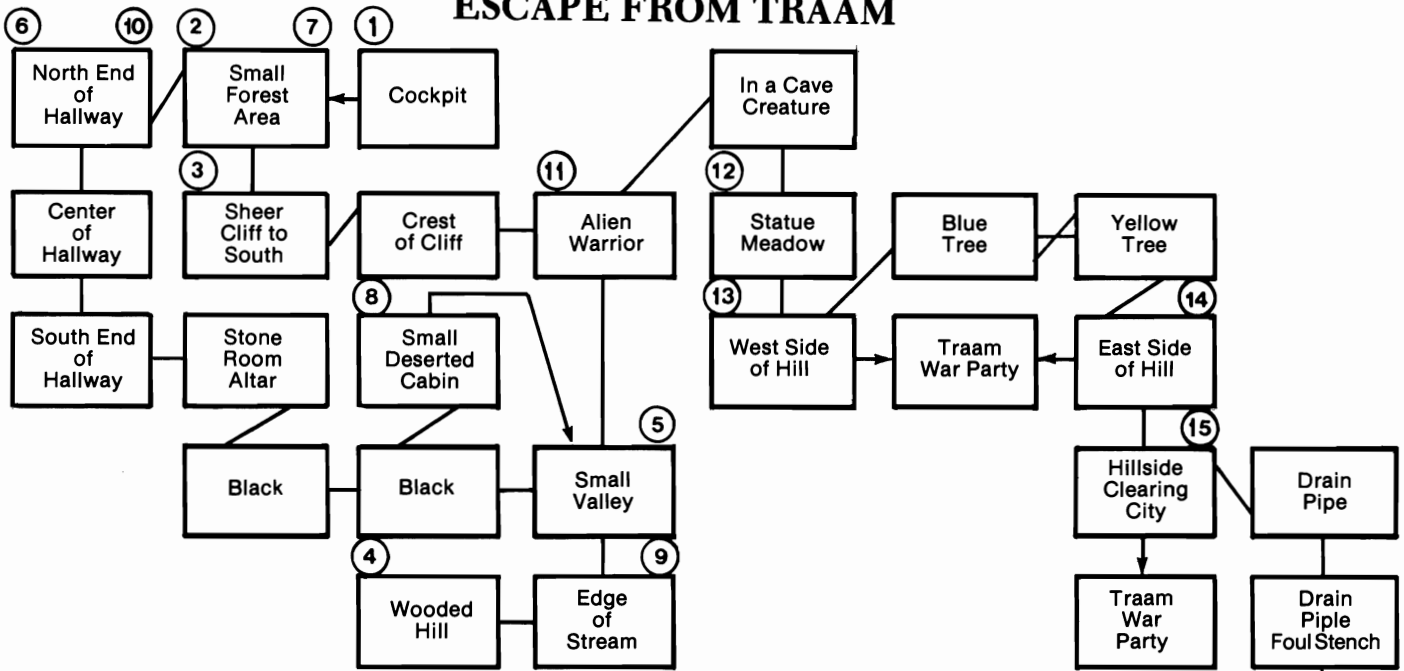 ESCAPE FROM TRAAM
6
10
2
7
1
North End
of
Hallway
Small
Forest
Area
Cockpit
In a Cave
Creature
3
11
12
Center
of
Hallway
Sheer
Cliff to
South
Crest
of Cliff
Alien
Warrior
Statue
Meadow
Blue
Tree
Yellow
Tree
8
13
14
South End
of
Hallway
Stone
Room
Altar
Small
Deserted
Cabin
West Side
of Hill
Traam
War Party
East Side
of Hill
5
15
Black
Black
Small
Valley
Hillside
Clearing
City
Drain
Pipe
4
9
Wooded
Hill
Edge
of
Stream
Traam
War
Party
Drain
Piple
Foul Stench